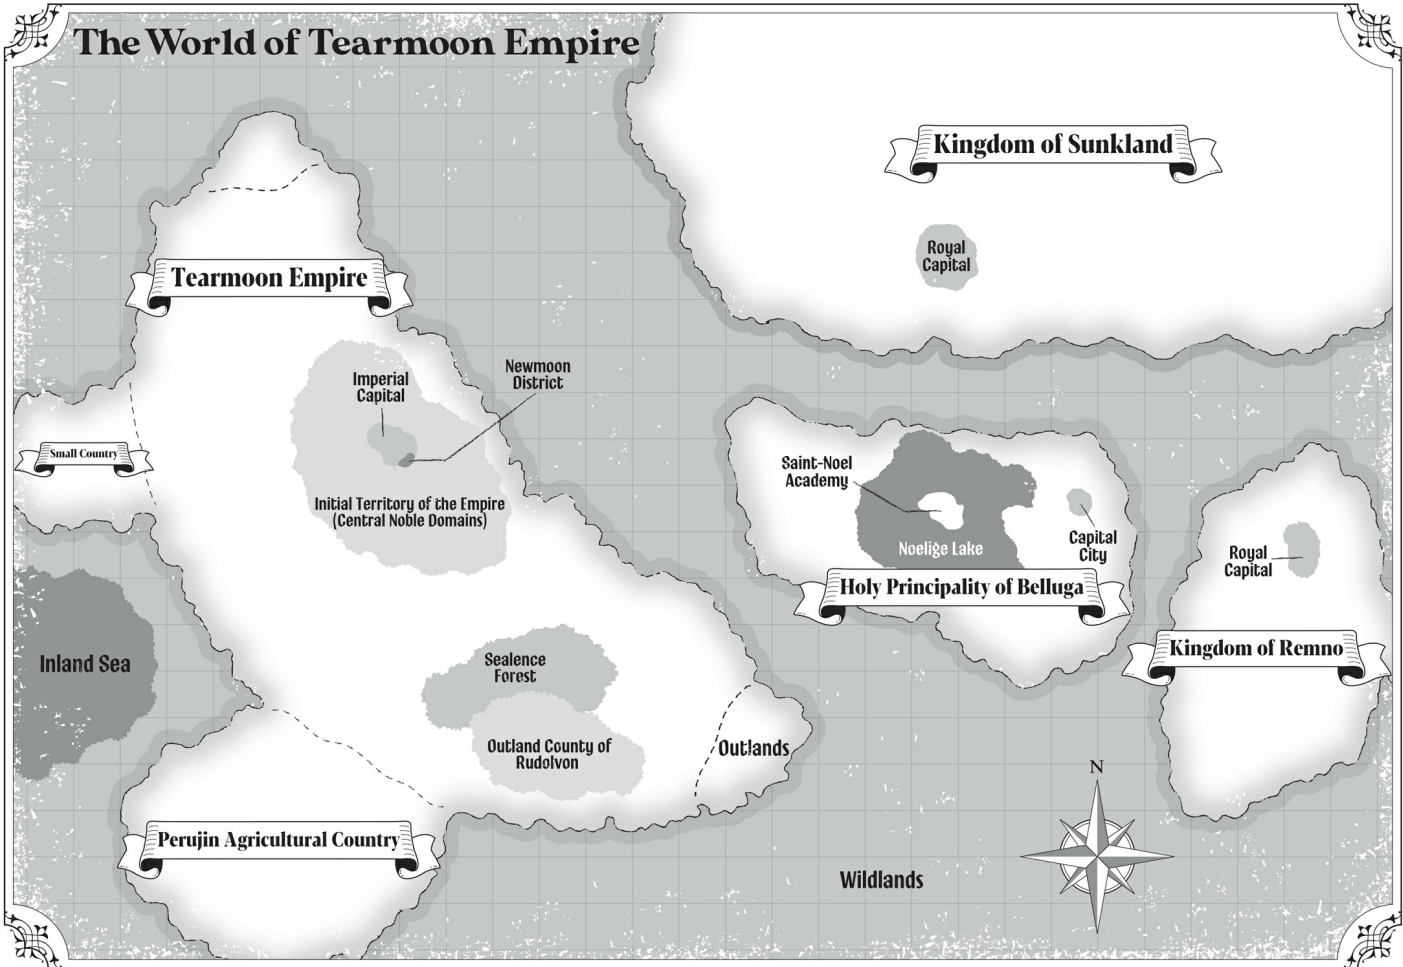 The World of Tearmoon Empire
Kingdom of Sunkland
Royal
Capital
Tearmoon Empire
Newmoon
District
Imperial
Capital
Small Country
Initial Territory of the Empire
(Central Noble Domains)
Saint-Noel
Academy
Noelige Lake
Capital
City
Holy Principality of Belluga
Royal
Capital
Kingdom of Remno
Inland Sea
Sealence
Forest
Outland County of
Rudolvon
Outlands
Perujin Agricultural Country
Wildlands
N